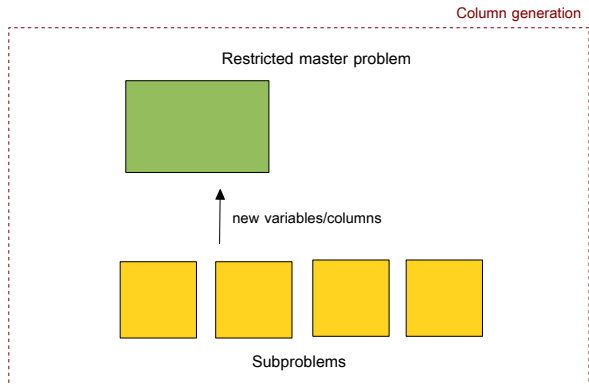 Column generation
Restricted master problem
new variables/columns
Subproblems